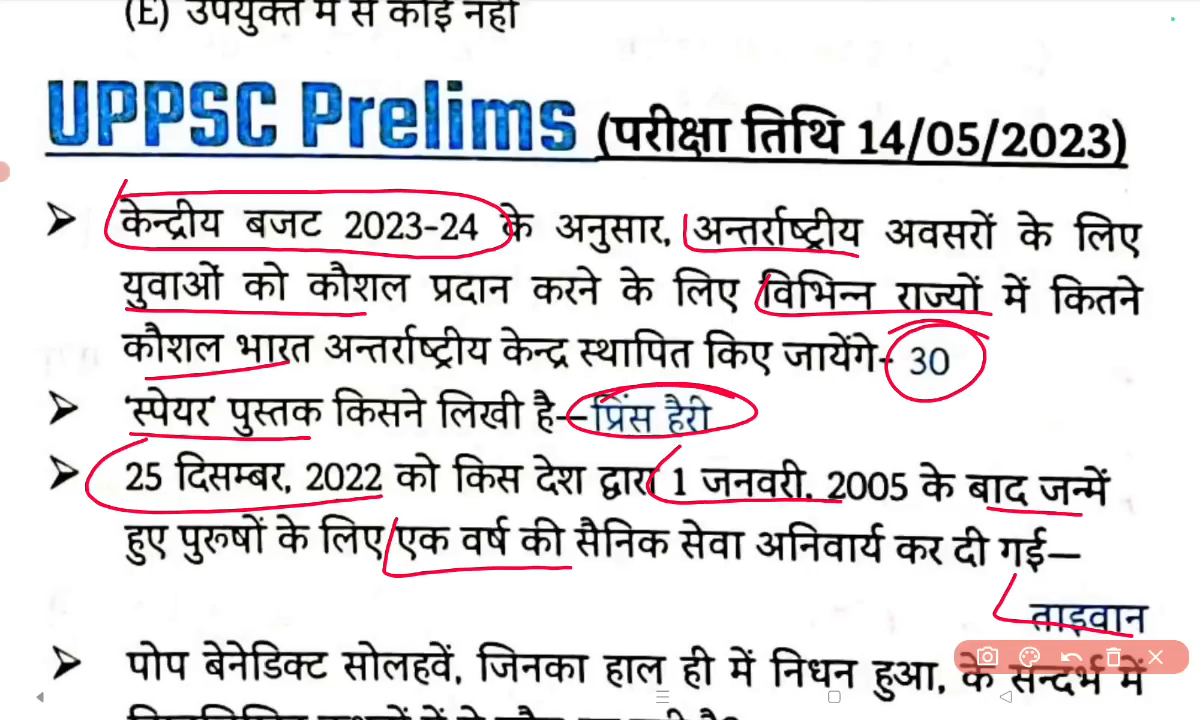 (E) उपर्युक्त में से कोई नहीं
UPPSC Prelims (परीक्षा तिथि 14/05/2023)
➤ केन्द्रीय बजट 2023-24 के अनुसार, अन्तर्राष्ट्रीय अवसरों के लिए
युवाओं को कौशल प्रदान करने के लिए विभिन्न राज्यों में कितने
कौशल भारत अन्तर्राष्ट्रीय केन्द्र स्थापित किए जायेंगे- 30
➤ 'स्पेयर' पुस्तक किसने लिखी है—प्रिंस हैरी
➤ 25 दिसम्बर, 2022 को किस देश द्वारा 1 जनवरी, 2005 के बाद जन्में
हुए पुरुषों के लिए एक वर्ष की सैनिक सेवा अनिवार्य कर दी गई—
ताइवान
➤ पोप बेनेडिक्ट सोलहवें, जिनका हाल ही में निधन हुआ, के सन्दर्भ में